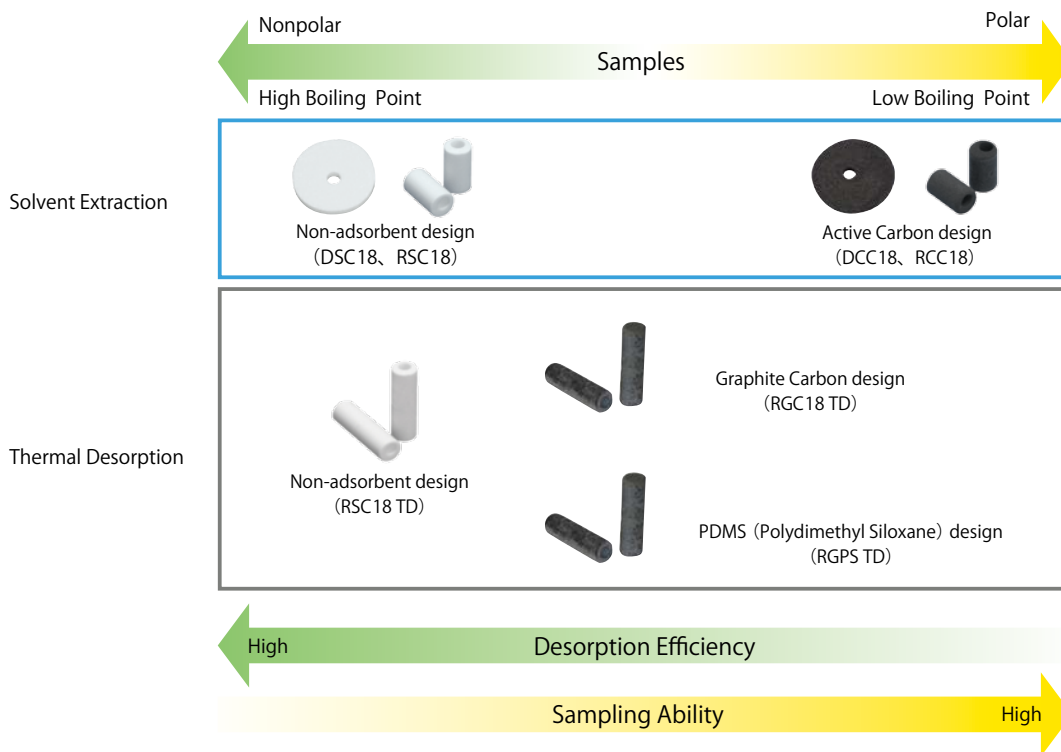 Nonpolar
Polar
Samples
High Boiling Point
Low Boiling Point
Solvent Extraction
Non-adsorbent design
（DSC18、RSC18）
Active Carbon design
（DCC18、RCC18）
Thermal Desorption
Graphite Carbon design
（RGC18 TD）
Non-adsorbent design
（RSC18 TD）
PDMS（Polydimethyl Siloxane）design
（RGPS TD）
High
Desorption Efficiency
Sampling Ability
High